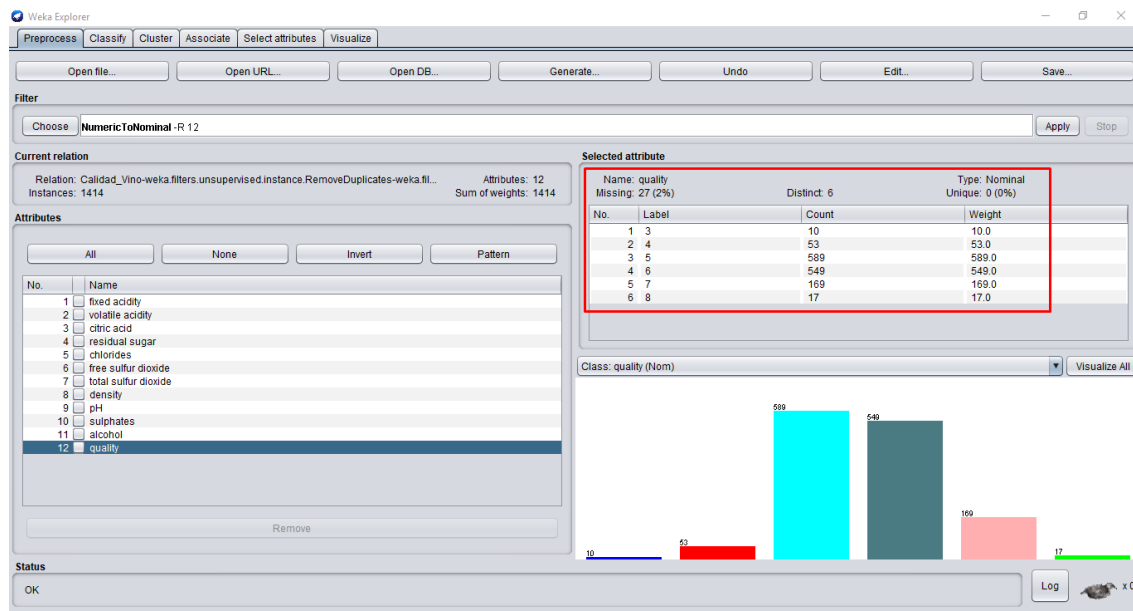 Weka Explorer
Preprocess Classify Cluster Associate Select attributes Visualize
Open file... Open URL... Open DB... Generate... Undo Edit... Save...
Filter
Choose NumericToNominal -R 12 Apply Stop
Current relation
Relation: Calidad_Vino-weka.filters.unsupervised.instance.RemoveDuplicates-weka.fil... Attributes: 12
Instances: 1414 Sum of weights: 1414
Attributes
All None Invert Pattern
No. Name
1 fixed acidity
2 volatile acidity
3 citric acid
4 residual sugar
5 chlorides
6 free sulfur dioxide
7 total sulfur dioxide
8 density
9 pH
10 sulphates
11 alcohol
12 quality
Remove
Selected attribute
Name: quality Type: Nominal
Missing: 27 (2%) Distinct: 6 Unique: 0 (0%)
No. Label Count Weight
1 3 10 10.0
2 4 53 53.0
3 5 589 589.0
4 6 549 549.0
5 7 169 169.0
6 8 17 17.0
Class: quality (Nom) Visualize All
10 53 589 549 169 17
Status
OK Log x 0